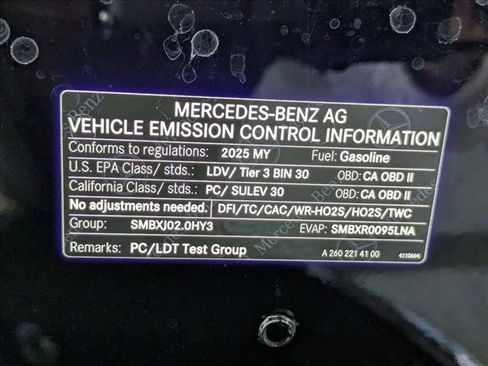 MERCEDES-BENZ AG
VEHICLE EMISSION CONTROL INFORMATION
Conforms to regulations: 2025 MY Fuel: Gasoline
U.S. EPA Class/ stds.: LDV/ Tier 3 BIN 30 OBD: CA OBD II
California Class/ stds.: PC/ SULEV 30 OBD: CA OBD II
No adjustments needed. DFI/TC/CAC/WR-HO2S/HO2S/TWC
Group: SMBXJ02.0HY3 EVAP: SMBXR0095LNA
Remarks: PC/LDT Test Group A 260 221 41 00